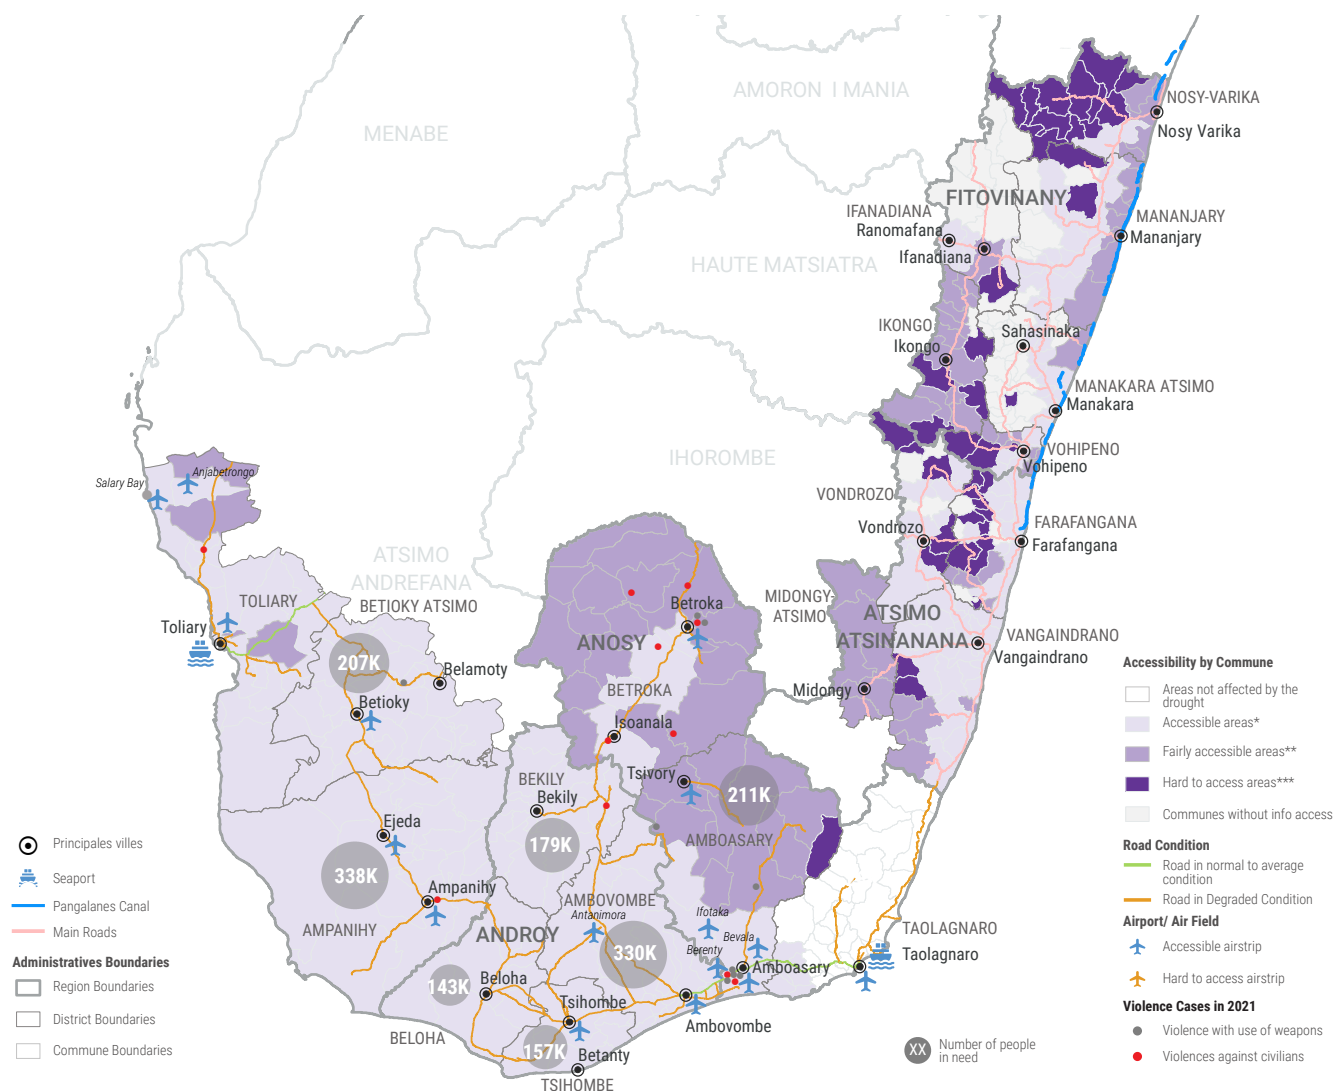 AMORON I MANIA
MENABE
NOSY-VARIKA
Nosy Varika
FITOVINANY
IFANADIANA
Ranomafana
MANANJARY
Mananjary
Ifanadiana
HAUTE MATSIATRA
IKONGO
Ikongo
Sahasinaka
MANAKARA ATSIMO
Manakara
VOHIPENO
Vohipeno
IHOROMBE
Anjabetrongo
Salary Bay
VONDROZO
Vondrozo
FARAFANGANA
Farafangana
ATSIMO
ANDREFANA
BETIOKY ATSIMO
TOLIARY
Toliary
MIDONGY-
ATSIMO
ATSIMO
ATSINANANA
Betroka
ANOSY
VANGAINDRANO
Vangaindrano
207K
Belamoty
BETROKA
Midongy
Betioky
Isoanala
Tsivory
BEKILY
Bekily
211K
AMBOASARY
Ejeda
179K
338K
Ampanihy
AMBOVOMBE
Antanimora
Ifotaka
AMPANIHY
ANDROY
Bevala
Berenty
330K
TAOLAGNARO
Taolagnaro
Amboasary
143K
Beloha
Tsihombe
Ambovombe
BELOHA
157K
Betanty
TSIHOMBE
Principales villes
Seaport
Pangalanes Canal
Main Roads
Administratives Boundaries
Region Boundaries
District Boundaries
Commune Boundaries
XX
Number of people
in need
Accessibility by Commune
Areas not affected by the
drought
Accessible areas*
Fairly accessible areas**
Hard to access areas***
Communes without info access
Road Condition
Road in normal to average
condition
Road in Degraded Condition
Airport/ Air Field
Accessible airstrip
Hard to access airstrip
Violence Cases in 2021
Violence with use of weapons
Violences against civilians